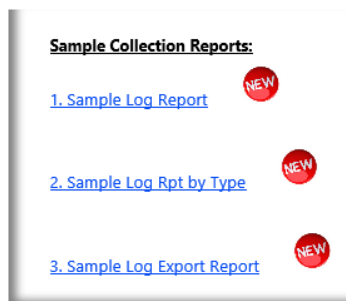 Sample Collection Reports:
1. Sample Log Report NEW
2. Sample Log Rpt by Type NEW
3. Sample Log Export Report NEW